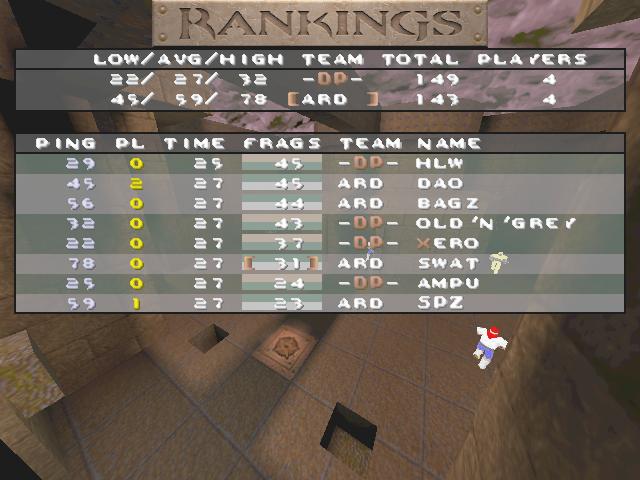 RANKINGS
LOW/AVG/HIGH TEAM TOTAL PLAYERS
22/ 27/ 32 -DP- 149 4
45/ 59/ 78 [ARD ] 143 4
PING PL TIME FRAGS TEAM NAME
29 0 25 45 -DP- HLW
45 2 27 45 ARD DAO
56 0 27 44 ARD BAGZ
32 0 27 43 -DP- OLD 'N 'GREY
22 0 27 37 -DP- XERO
78 0 27 [ 31 ] ARD SWAT
25 0 27 24 -DP- AMPU
59 1 27 23 ARD SPZ